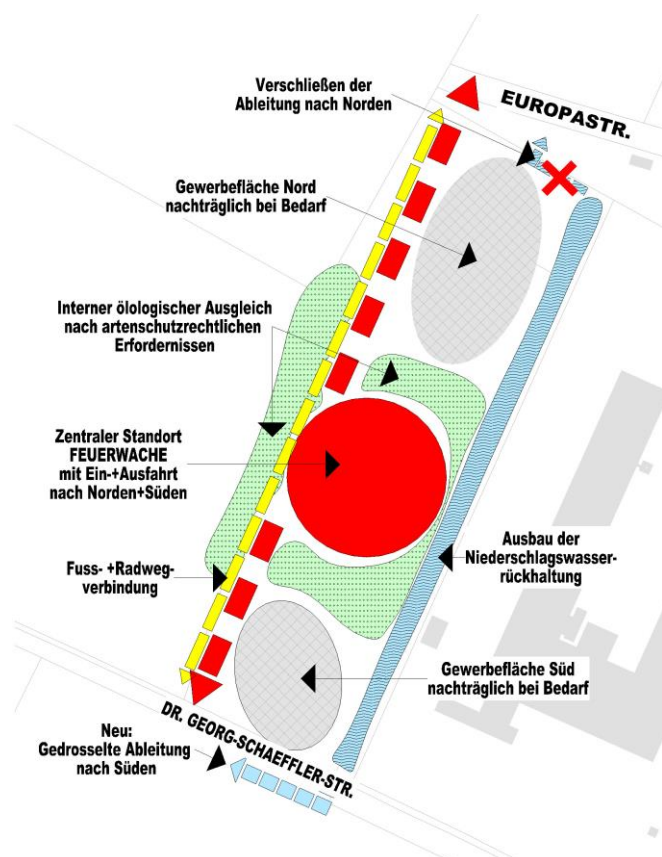 Verschließen der
Ableitung nach Norden
EUROPASTR.
Gewerbefläche Nord
nachträglich bei Bedarf
Interner ölologischer Ausgleich
nach artenschutzrechtlichen
Erfordernissen
Zentraler Standort
FEUERWACHE
mit Ein-+Ausfahrt
nach Norden+Süden
Ausbau der
Niederschlagswasser-
rückhaltung
Fuss- +Radweg-
verbindung
Gewerbefläche Süd
nachträglich bei Bedarf
DR. GEORG-SCHAEFFLER-STR.
Neu:
Gedrosselte Ableitung
nach Süden